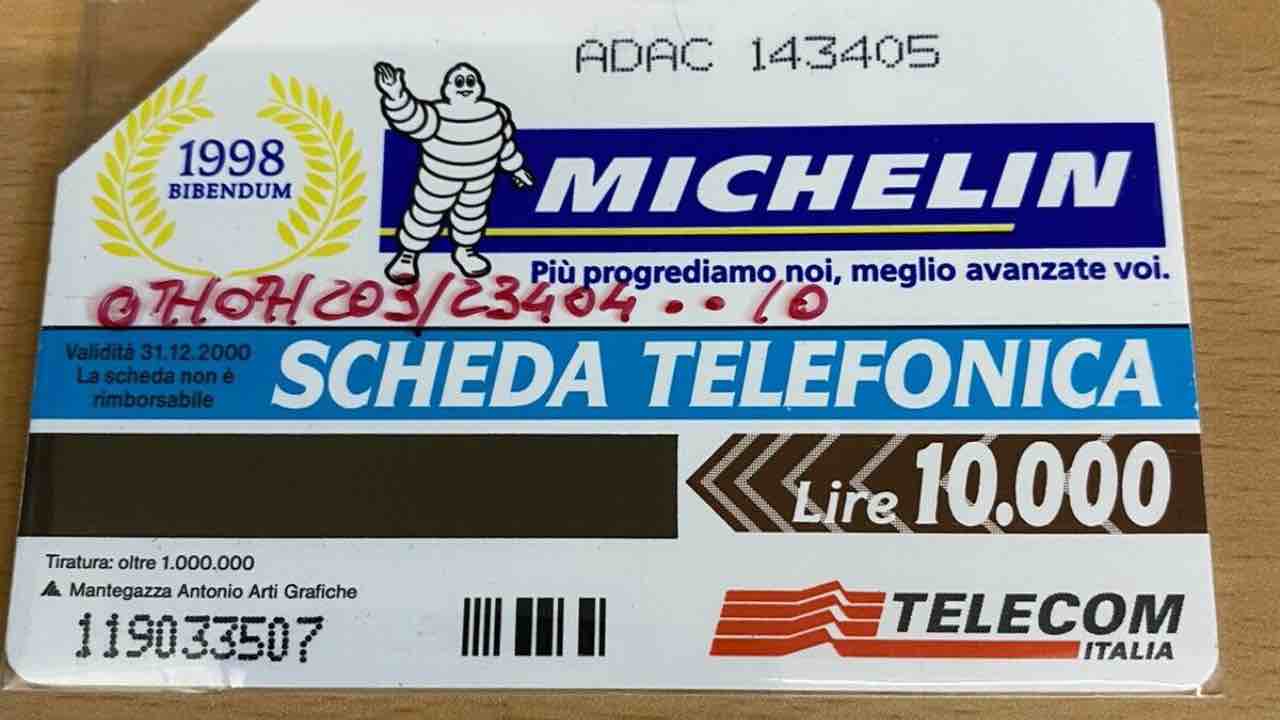 ADAC 143405
1998
BIBENDUM
MICHELIN
Più progrediamo noi, meglio avanzate voi.
Validità 31.12.2000
La scheda non è
rimborsabile
SCHEDA TELEFONICA
Lire 10.000
Tiratura: oltre 1.000.000
Mantegazza Antonio Arti Grafiche
119033507
TELECOM
ITALIA